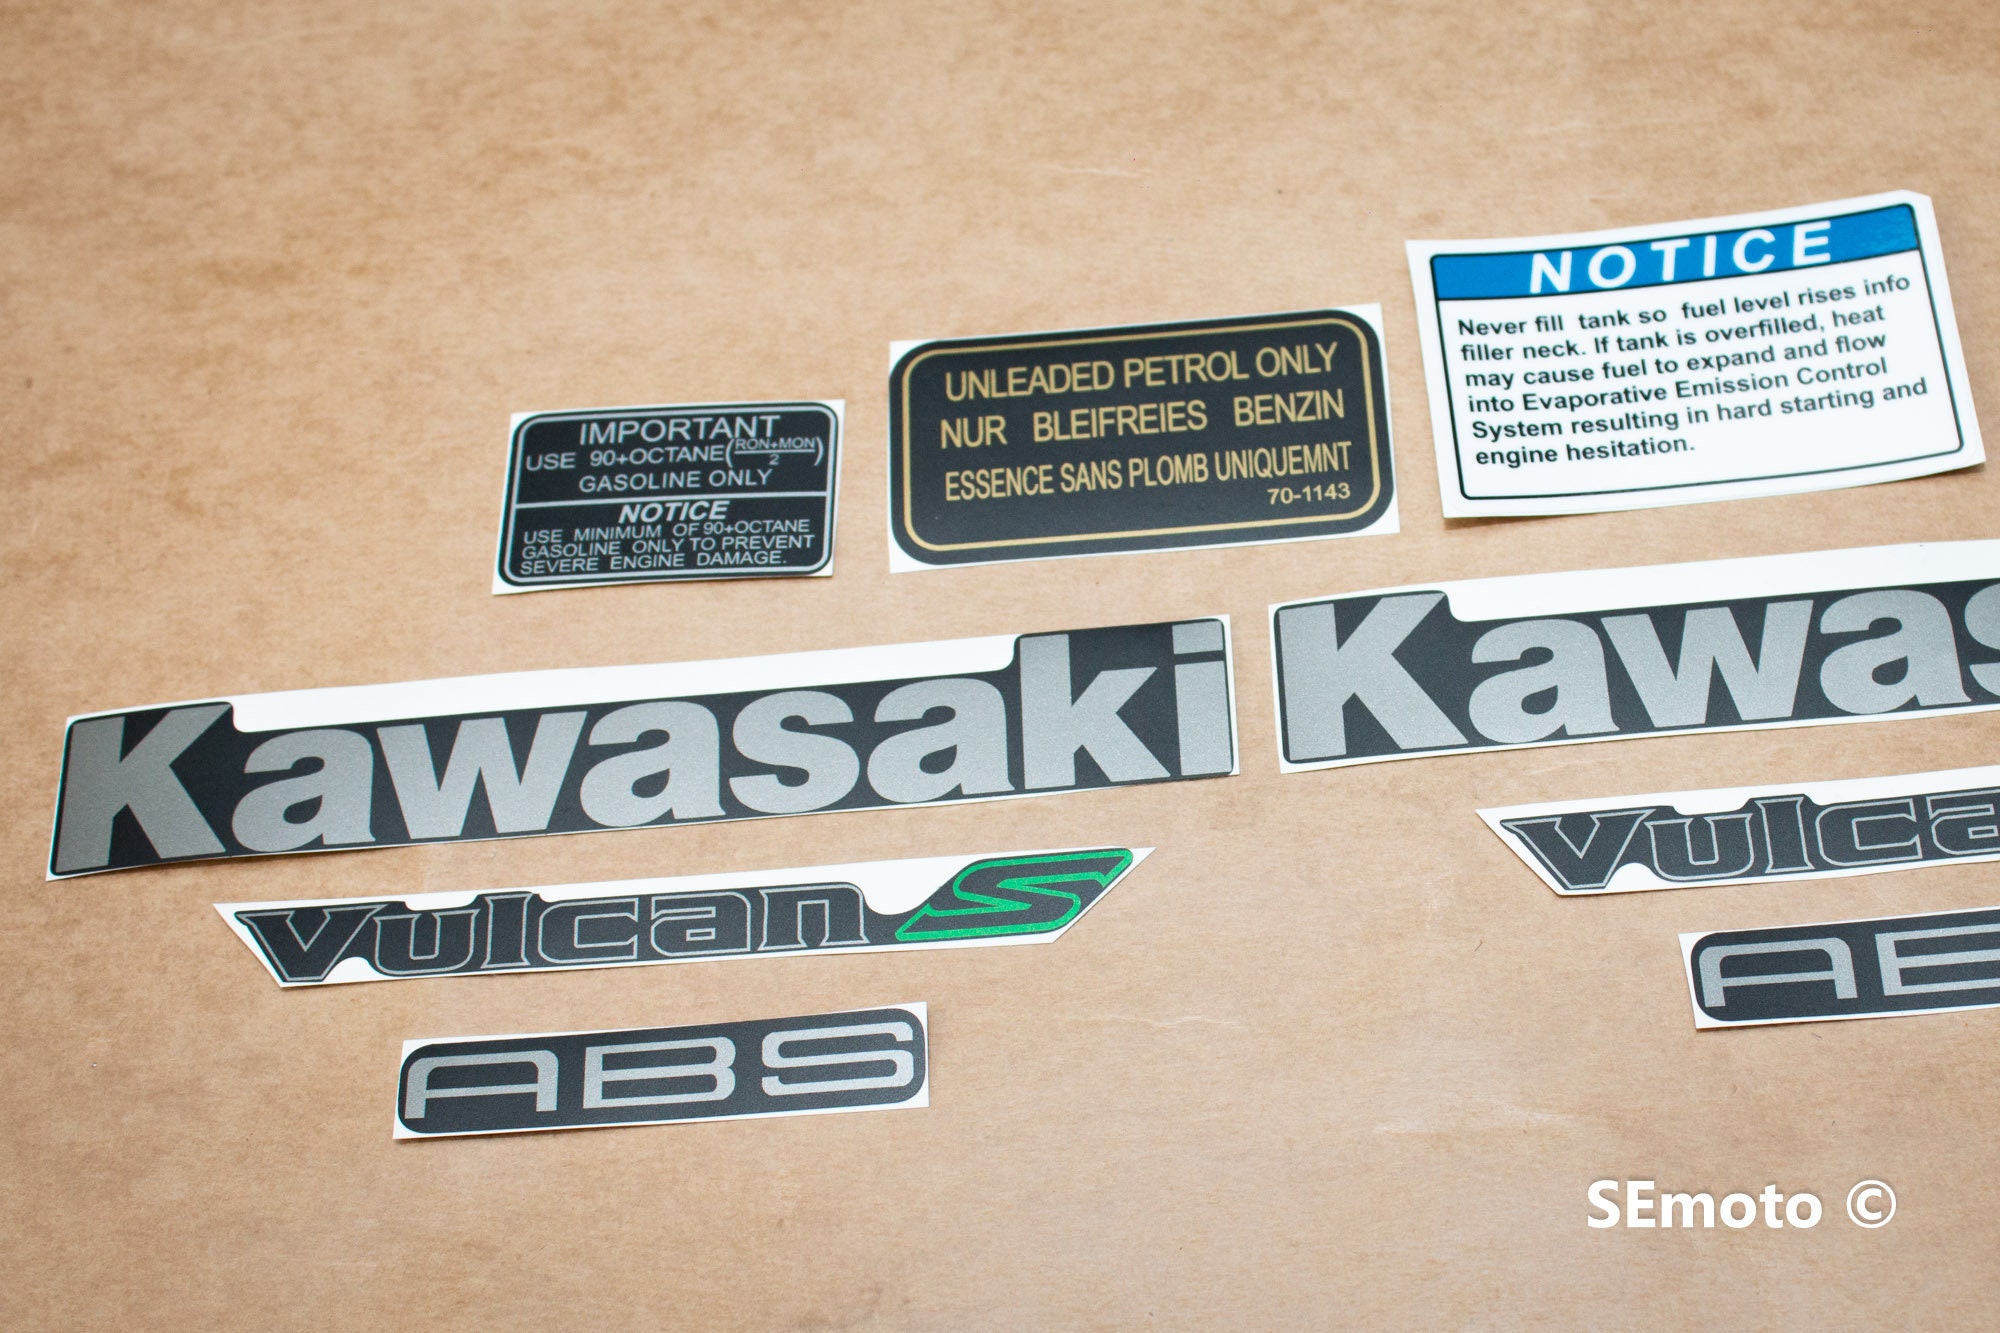 IMPORTANT
USE 90+OCTANE(RON+MON/2)
GASOLINE ONLY
NOTICE
USE MINIMUM OF 90+OCTANE
GASOLINE ONLY TO PREVENT
SEVERE ENGINE DAMAGE.
UNLEADED PETROL ONLY
NUR BLEIFREIES BENZIN
ESSENCE SANS PLOMB UNIQUEMNT
70-1143
NOTICE
Never fill tank so fuel level rises info
filler neck. If tank is overfilled, heat
may cause fuel to expand and flow
into Evaporative Emission Control
System resulting in hard starting and
engine hesitation.
Kawasaki
Kawas
Vulcan S
Vulca
ABS
AB
SEmoto ©